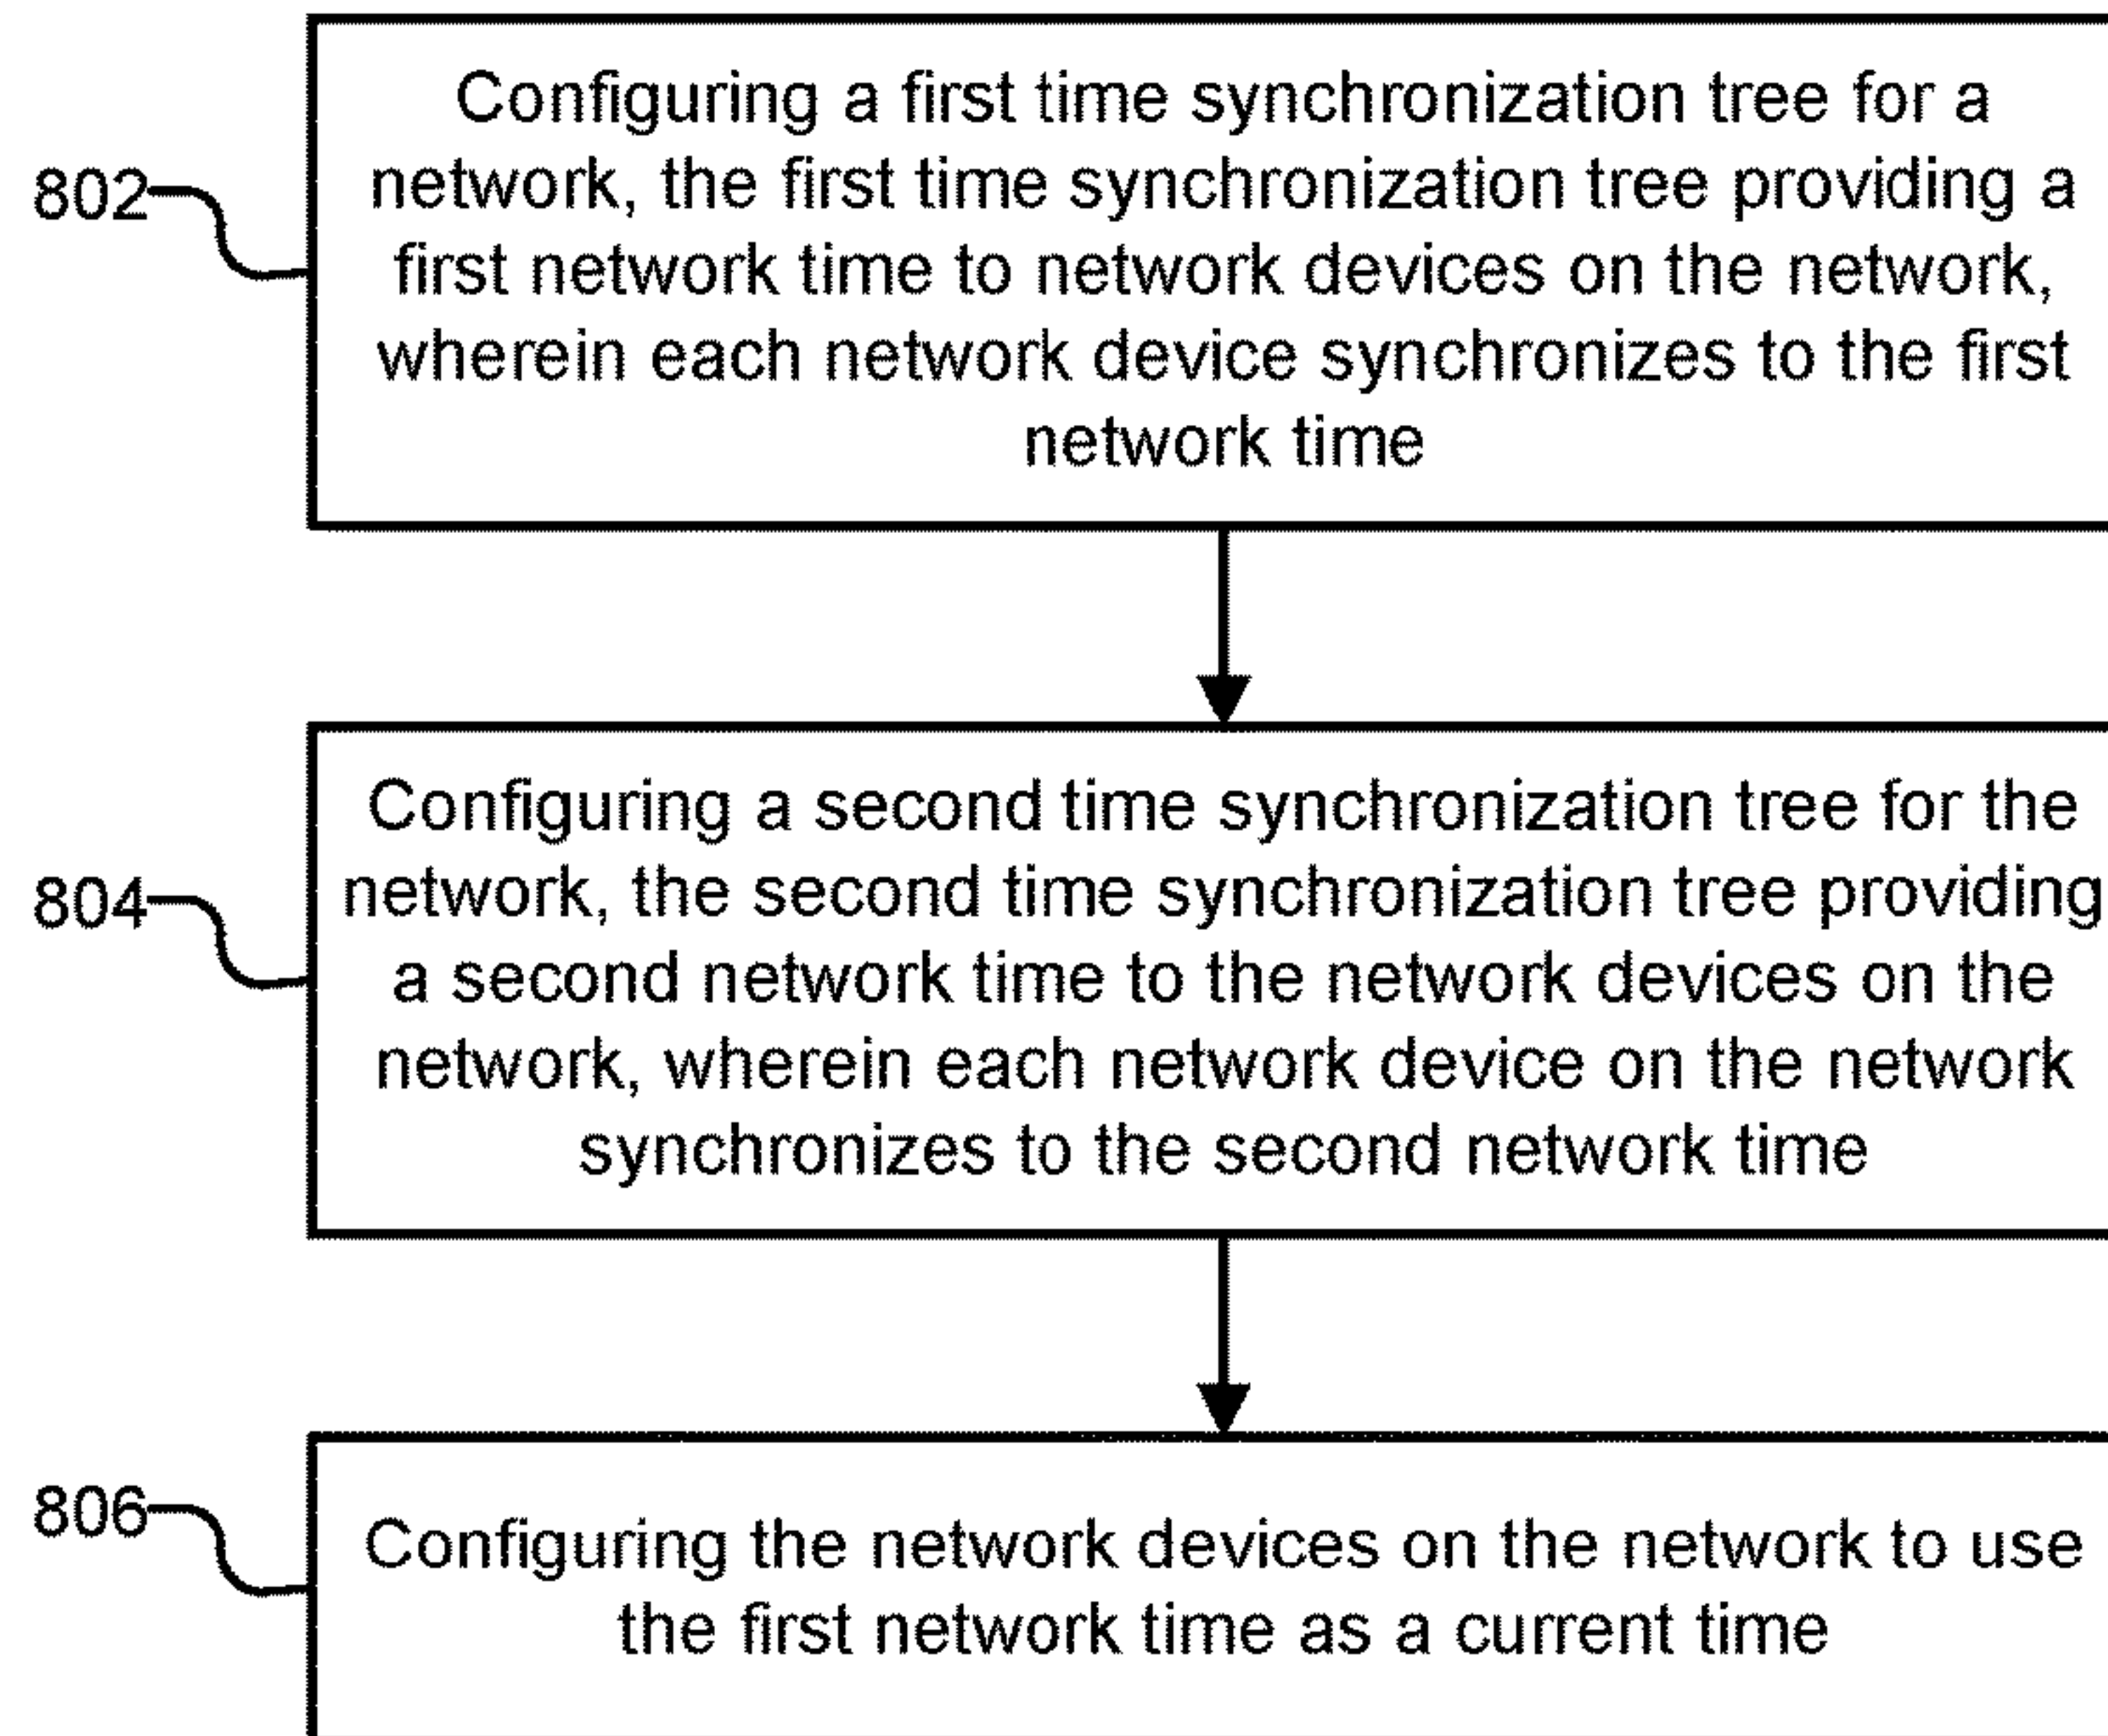 802
Configuring a first time synchronization tree for a
network, the first time synchronization tree providing a
first network time to network devices on the network,
wherein each network device synchronizes to the first
network time
804
Configuring a second time synchronization tree for the
network, the second time synchronization tree providing
a second network time to the network devices on the
network, wherein each network device on the network
synchronizes to the second network time
806
Configuring the network devices on the network to use
the first network time as a current time